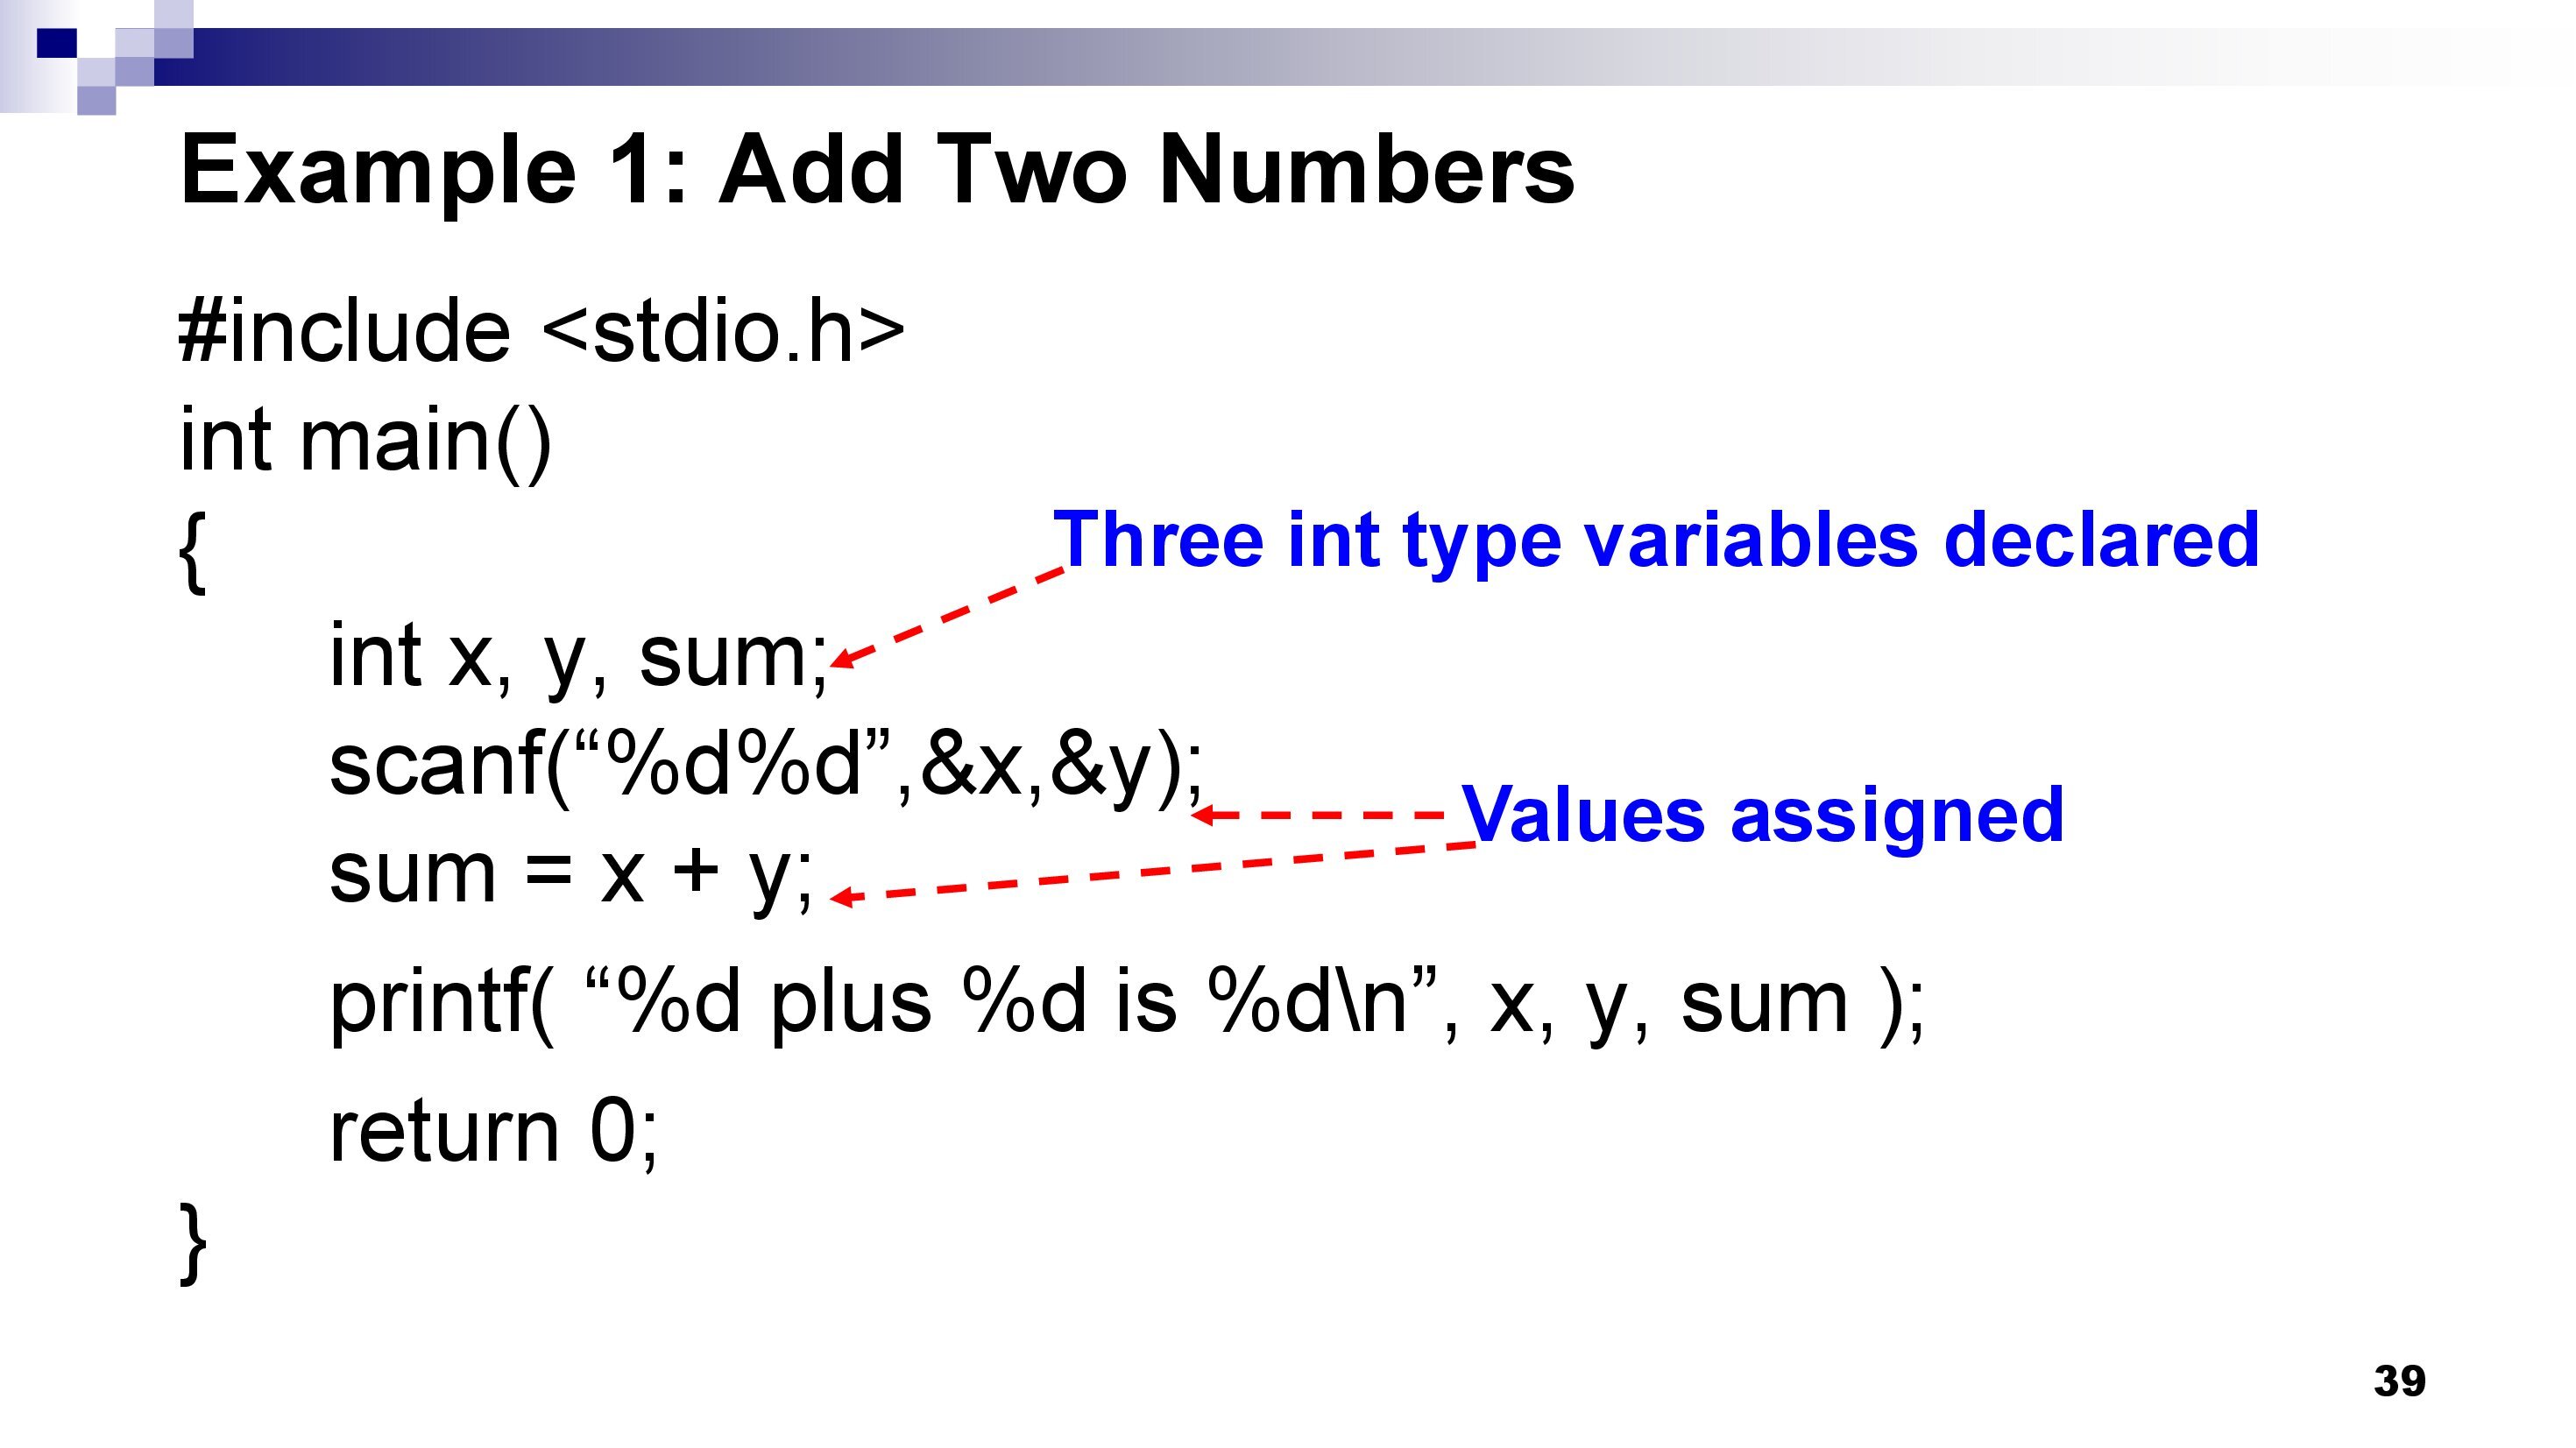 Example 1: Add Two Numbers
#include <stdio.h>
int main()
{
Three int type variables declared
int x, y, sum;
scanf(“%d%d”,&x,&y);
Values assigned
sum = x + y;
printf( “%d plus %d is %d\n”, x, y, sum );
return 0;
}
39